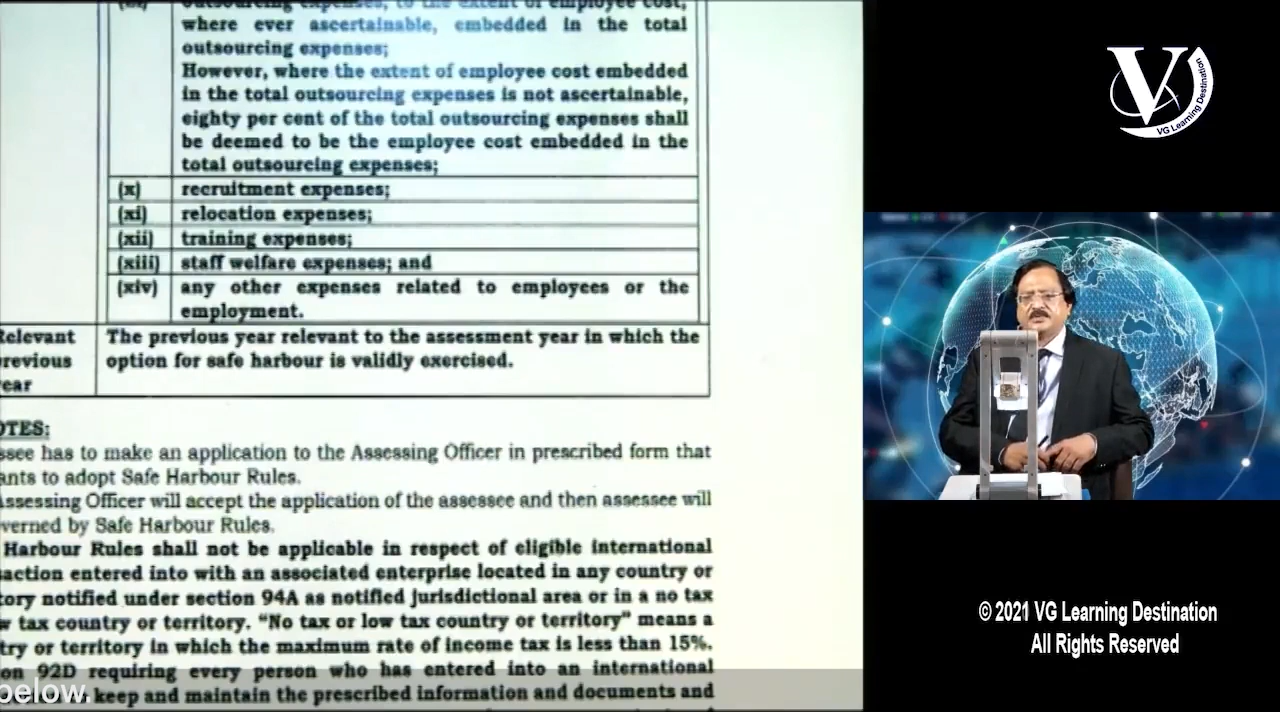 (ix) outsourcing expenses, to the extent of employee cost,
where ever ascertainable, embedded in the total
outsourcing expenses;
However, where the extent of employee cost embedded
in the total outsourcing expenses is not ascertainable,
eighty per cent of the total outsourcing expenses shall
be deemed to be the employee cost embedded in the
total outsourcing expenses;
(x) recruitment expenses;
(xi) relocation expenses;
(xii) training expenses;
(xiii) staff welfare expenses; and
(xiv) any other expenses related to employees or the
employment.
Relevant The previous year relevant to the assessment year in which the
previous option for safe harbour is validly exercised.
ear
OTES:
ssee has to make an application to the Assessing Officer in prescribed form that
ants to adopt Safe Harbour Rules.
Assessing Officer will accept the application of the assessee and then assessee will
verned by Safe Harbour Rules.
Harbour Rules shall not be applicable in respect of eligible international
action entered into with an associated enterprise located in any country or
tory notified under section 94A as notified jurisdictional area or in a no tax
w tax country or territory. “No tax or low tax country or territory” means a
try or territory in which the maximum rate of income tax is less than 15%.
on 92D requiring every person who has entered into an international
keep and maintain the prescribed information and documents and
below.
V
VG Learning Destination
© 2021 VG Learning Destination
All Rights Reserved